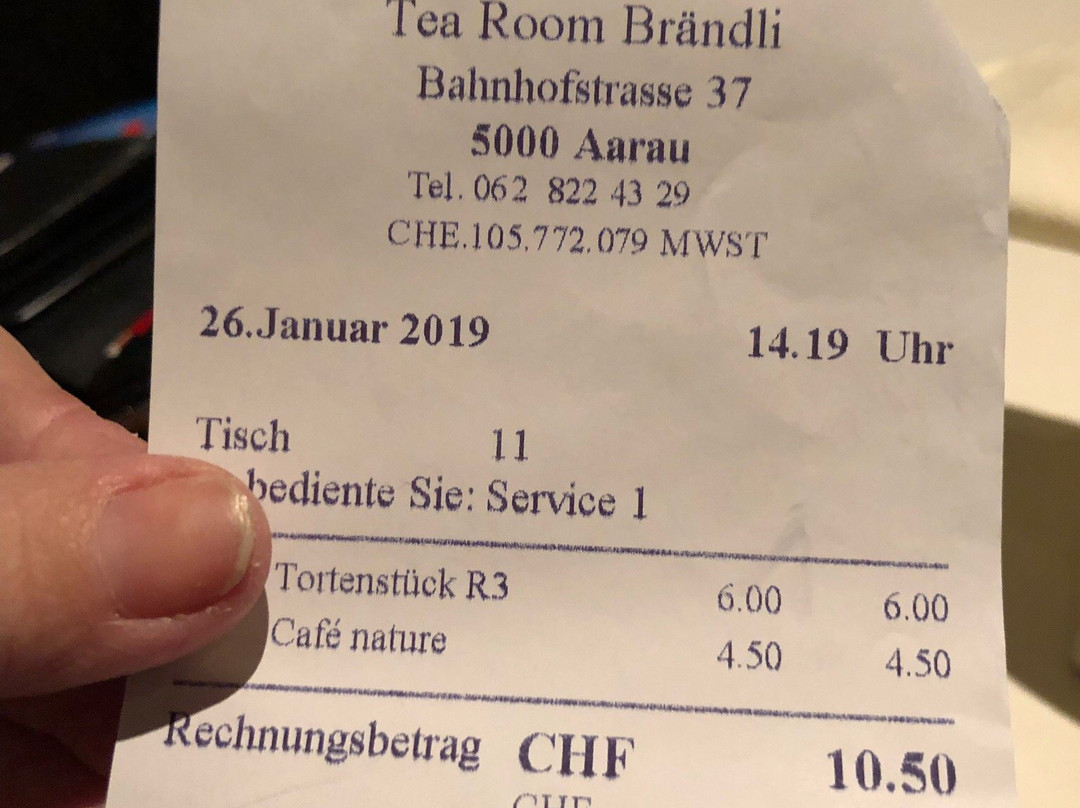 Tea Room Brändli
Bahnhofstrasse 37
5000 Aarau
Tel. 062 822 43 29
CHE.105.772.079 MWST
26.Januar 2019 14.19 Uhr
Tisch 11
bediente Sie: Service 1
Tortenstück R3 6.00 6.00
Café nature 4.50 4.50
Rechnungsbetrag CHF 10.50
CHF